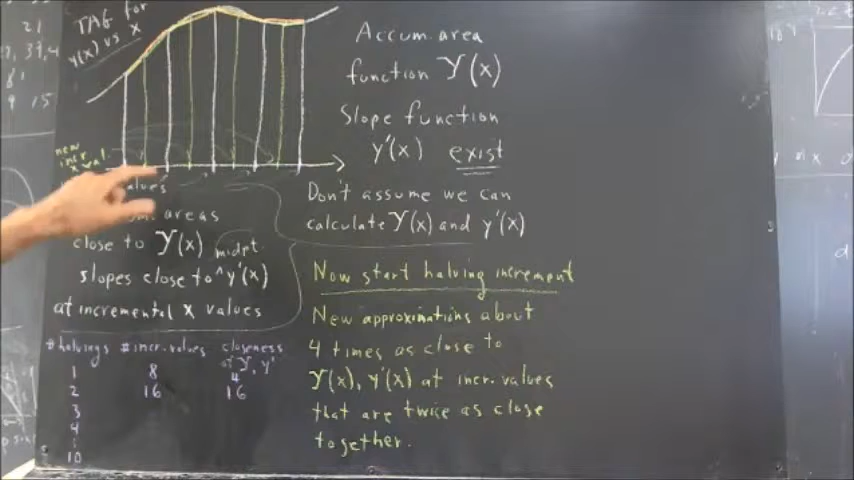 TAG for
y(x) vs x
new
incr
x val.
values
areas
close to Y(x)
midpt.
slopes close to ^ y'(x)
at incremental x values
#halvings #incr. values closeness
of Y, y'
1 8 4
2 16 16
3
4
:
10
Accum. area
function Y(x)
Slope function
y'(x) exist
Don't assume we can
calculate Y(x) and y'(x)
Now start halving increment
New approximations about
4 times as close to
Y(x), y'(x) at incr. values
that are twice as close
together.
21